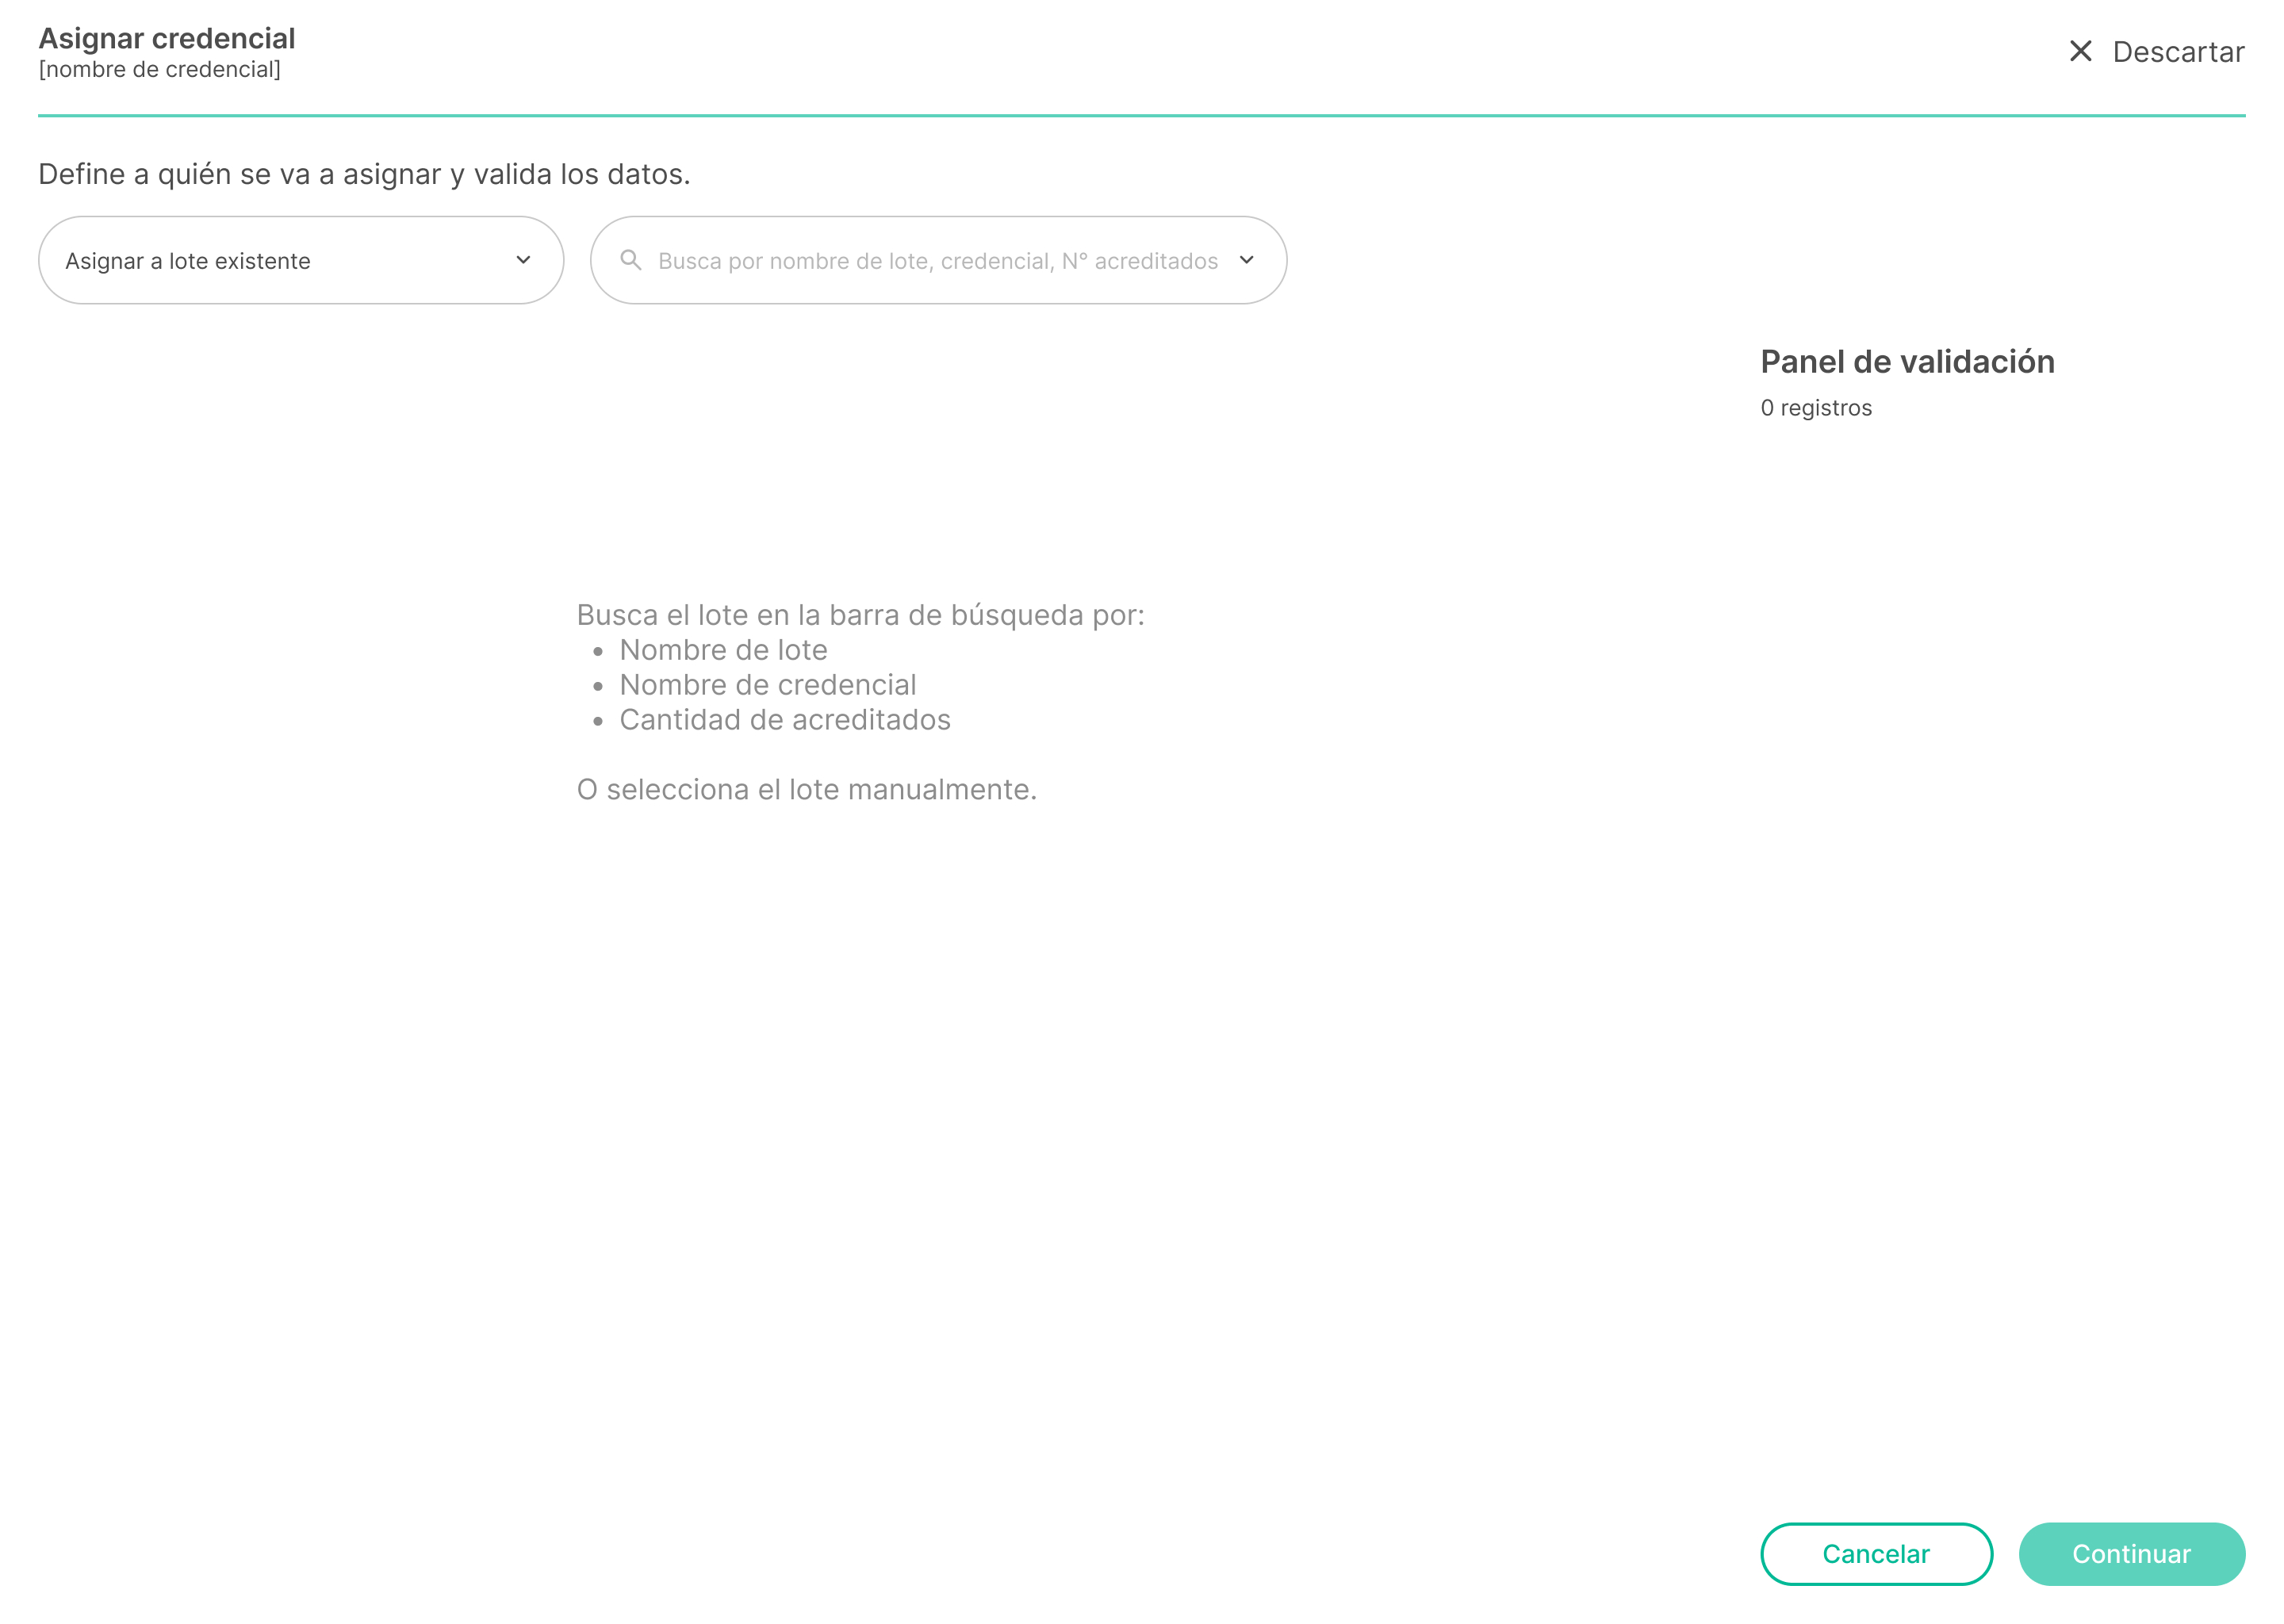 Asignar credencial
[nombre de credencial]
Descartar
Define a quién se va a asignar y valida los datos.
Asignar a lote existente
Busca por nombre de lote, credencial, N° acreditados
Panel de validación
0 registros
Busca el lote en la barra de búsqueda por:
• Nombre de lote
• Nombre de credencial
• Cantidad de acreditados
O selecciona el lote manualmente.
Cancelar
Continuar